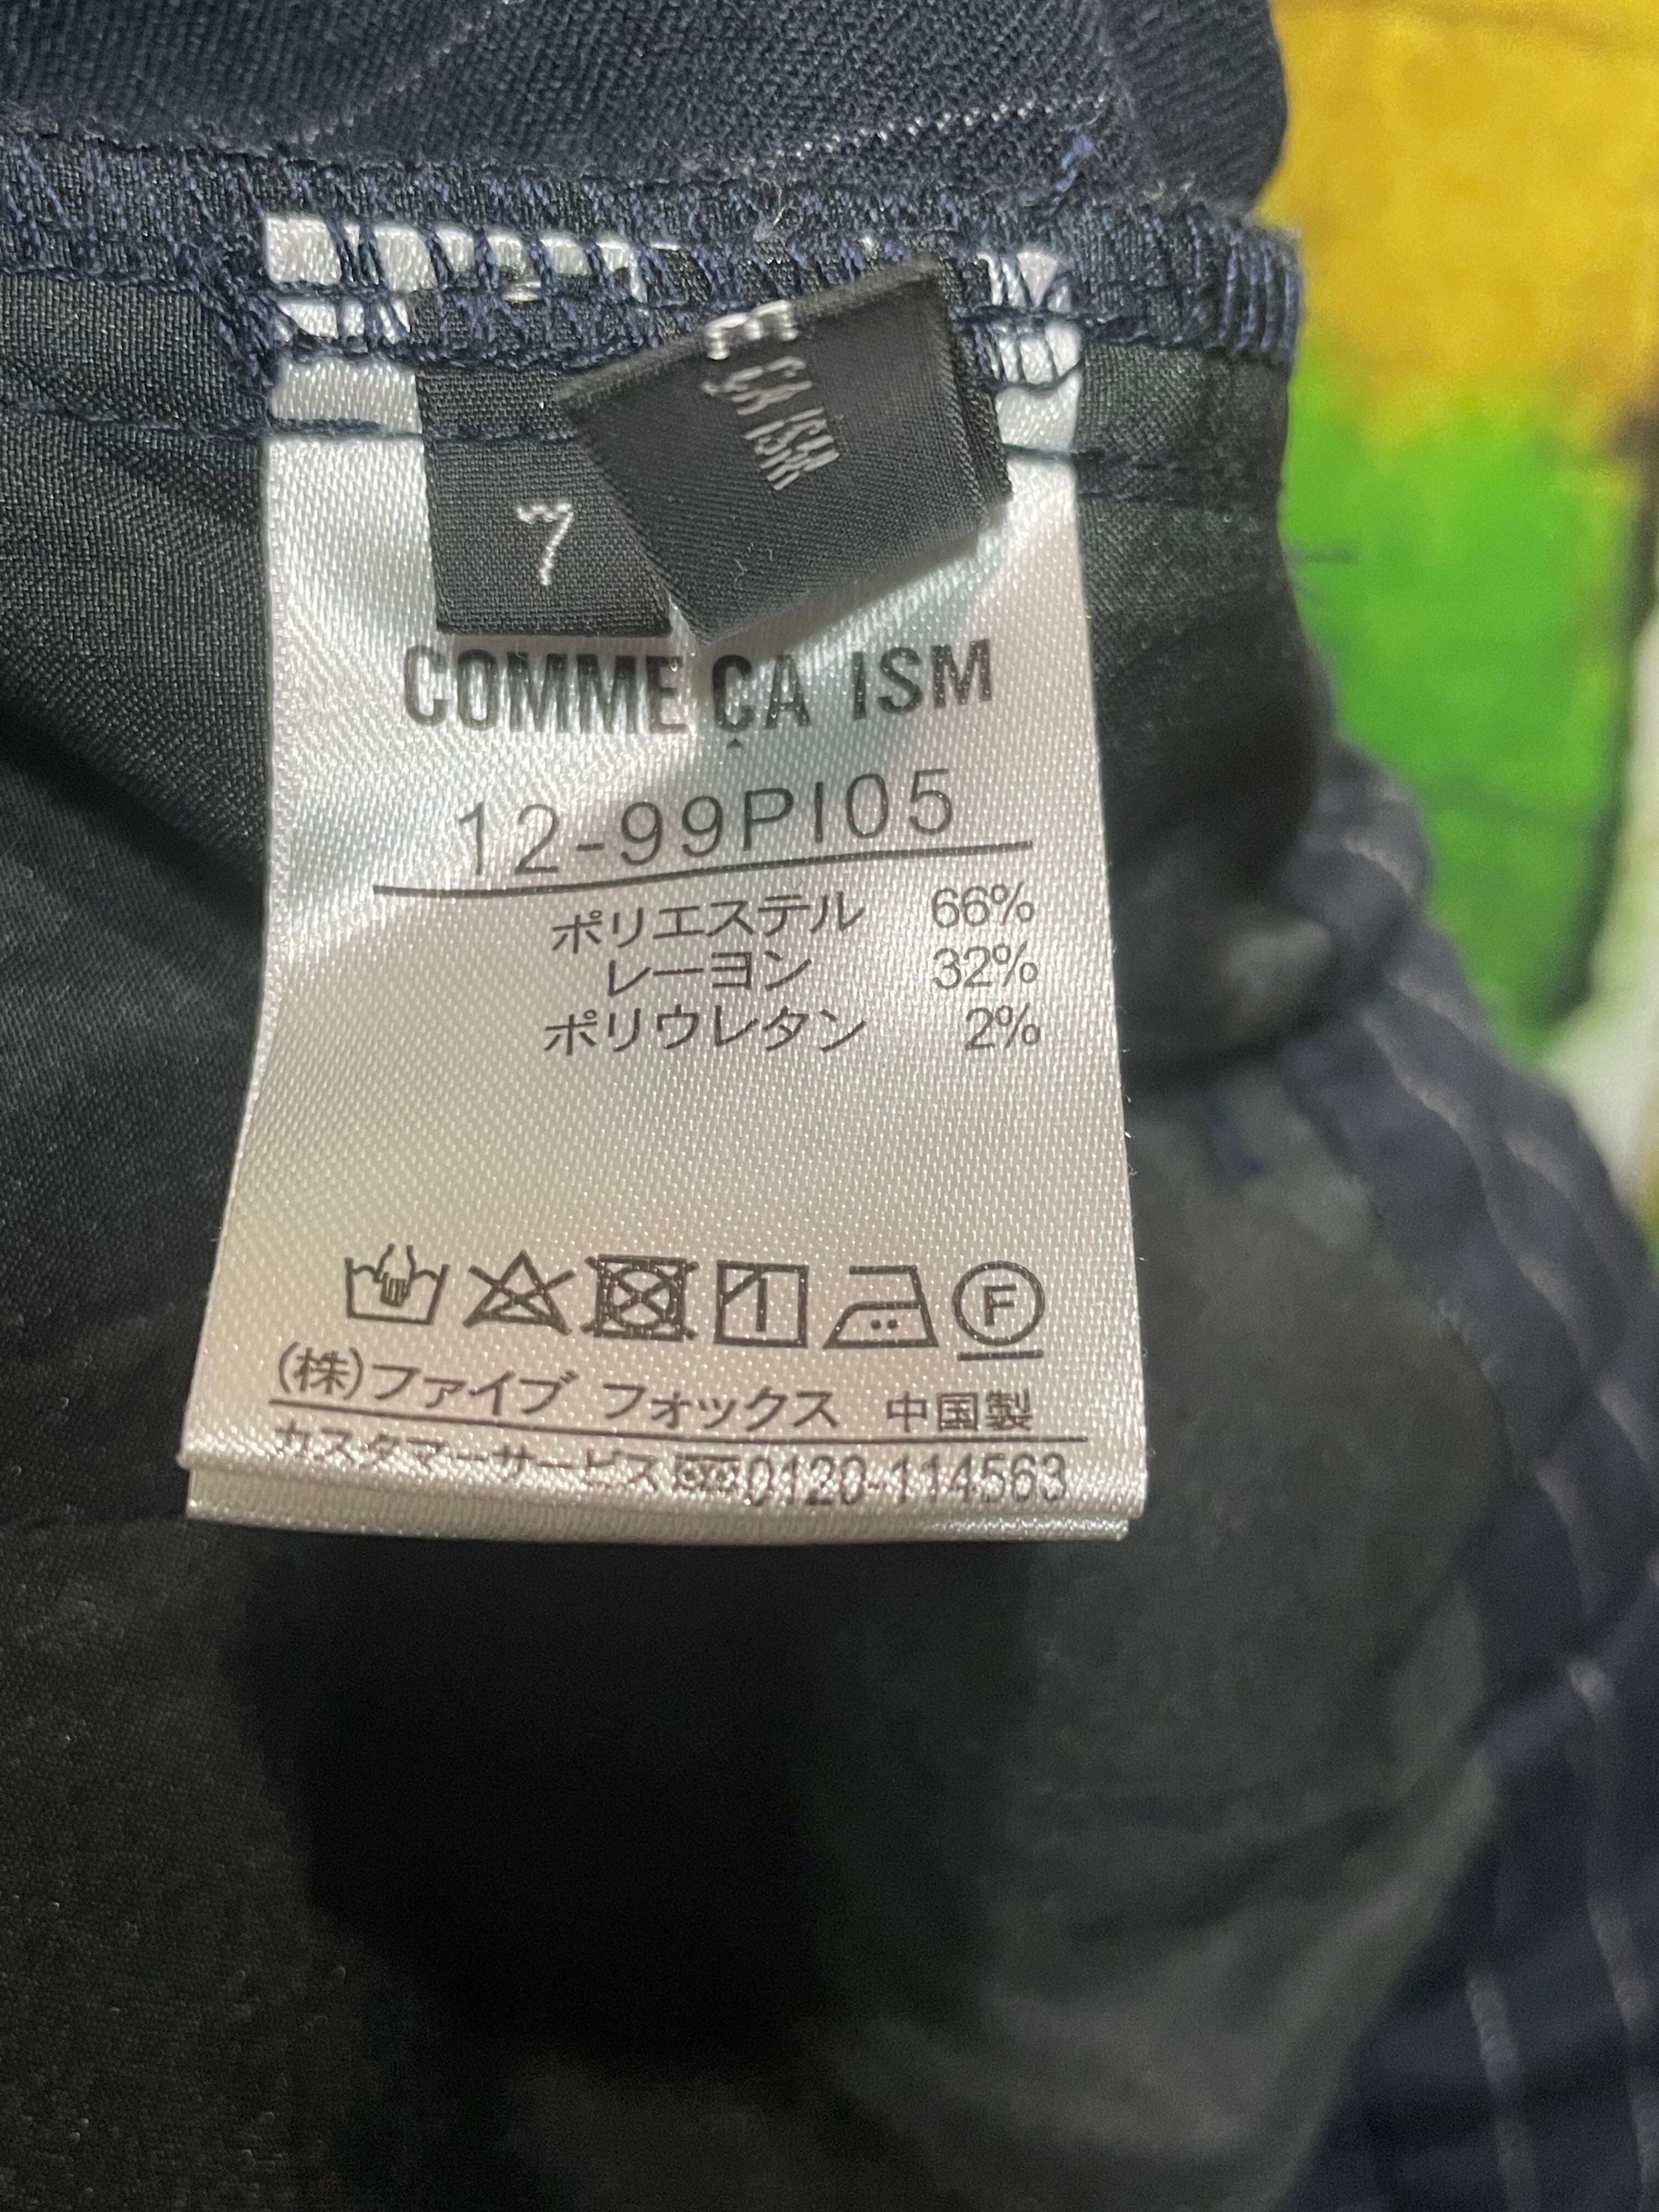 ÇA ISM
7
COMME ÇA ISM
12-99PI05
ポリエステル 66%
レーヨン 32%
ポリウレタン 2%
F
(株)ファイブ フォックス 中国製
カスタマーサービス 0120-114563